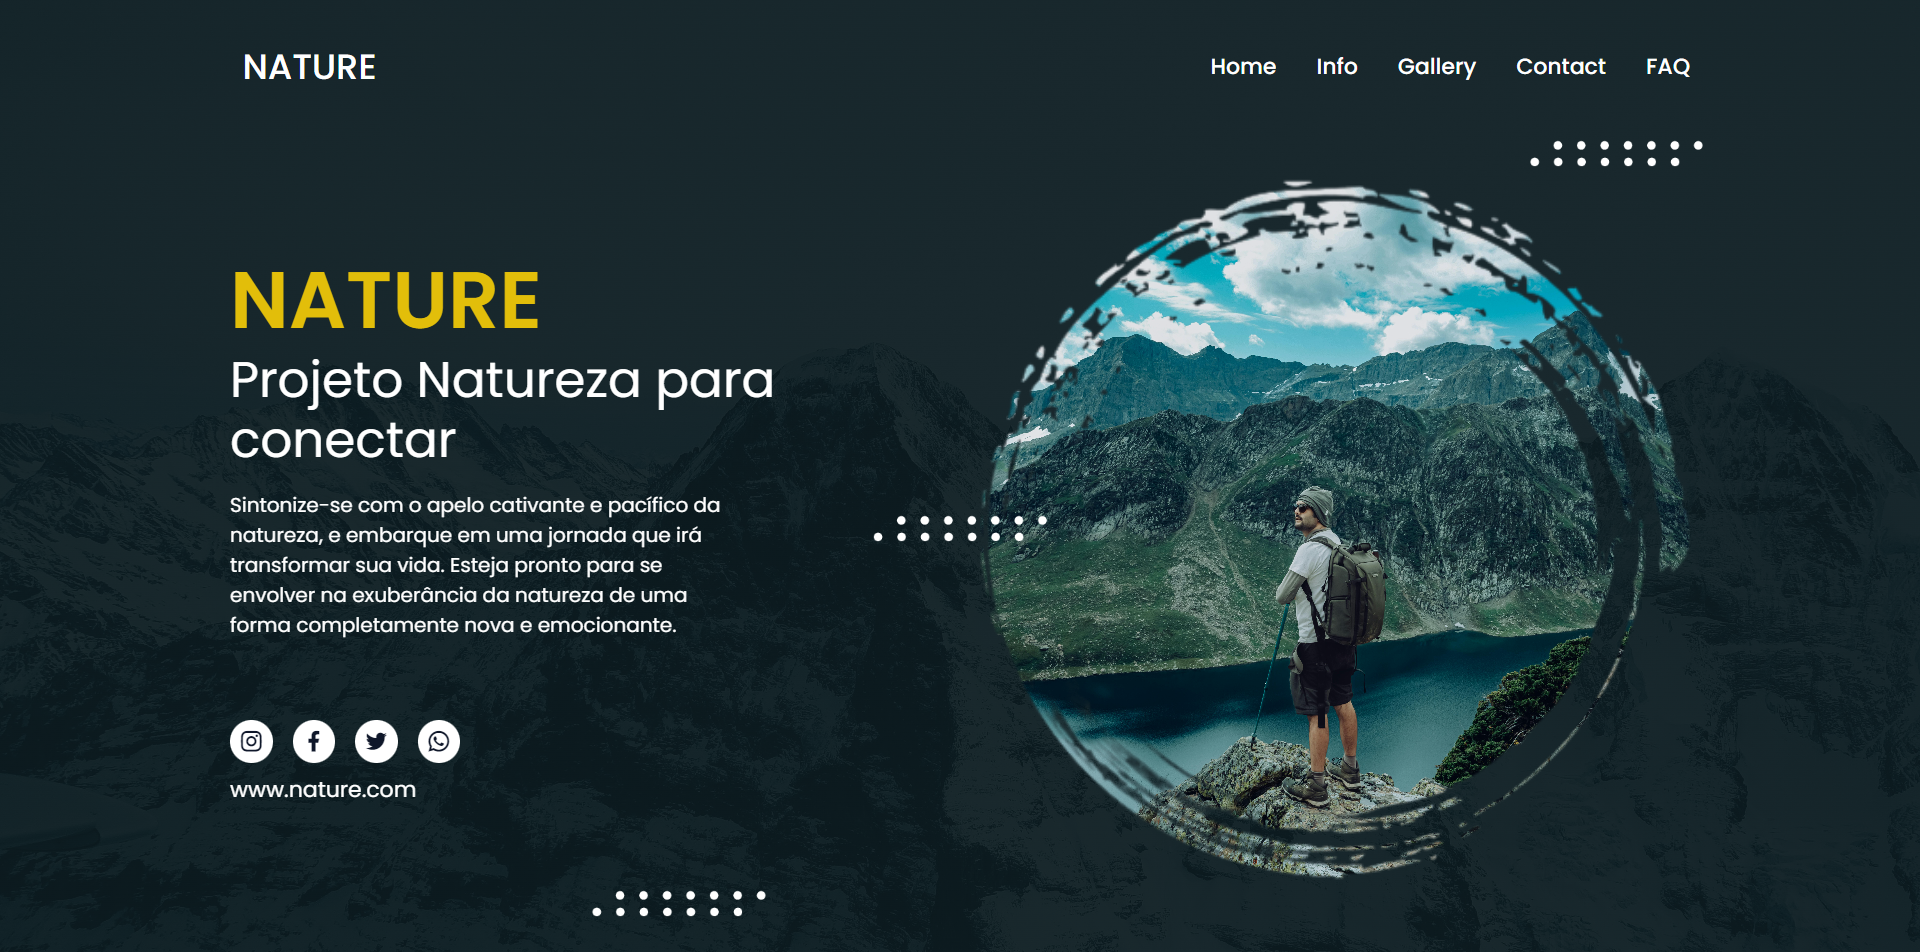 NATURE
Home Info Gallery Contact FAQ
NATURE
Projeto Natureza para
conectar
Sintonize-se com o apelo cativante e pacífico da
natureza, e embarque em uma jornada que irá
transformar sua vida. Esteja pronto para se
envolver na exuberância da natureza de uma
forma completamente nova e emocionante.
www.nature.com